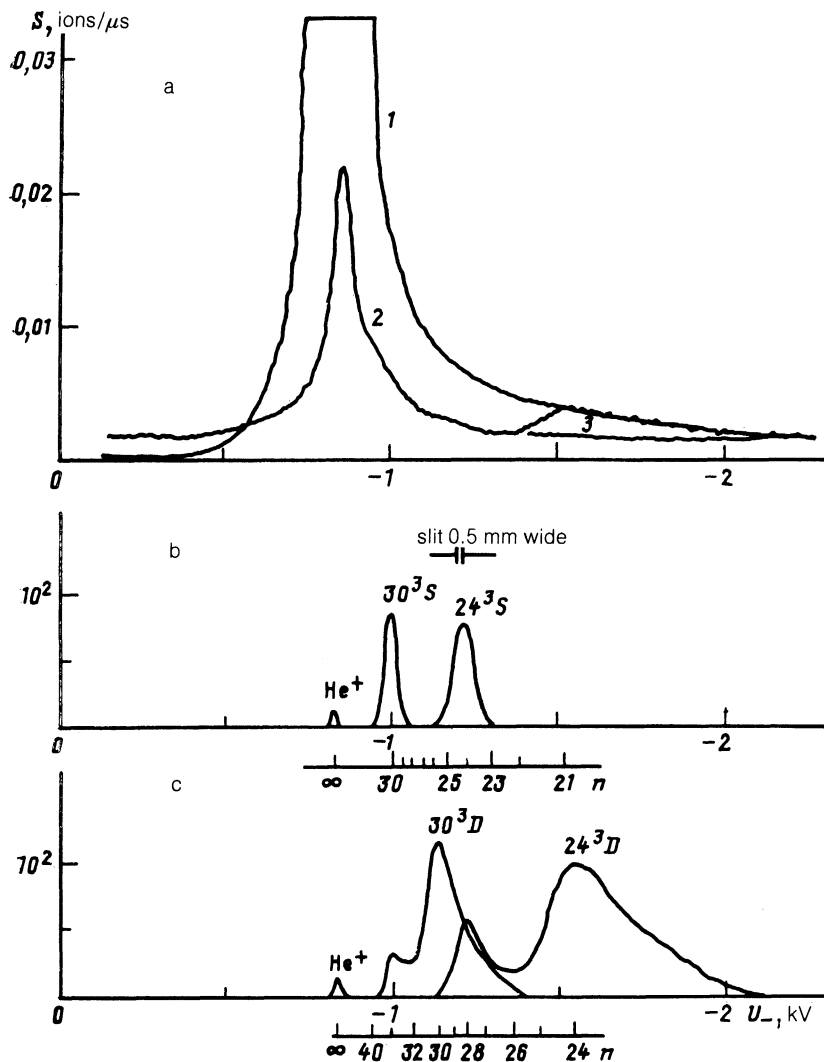 S, ions/μs
0,03
a
1
0,02
2
0,01
3
0 −1 −2
slit 0.5 mm wide
b
10²
30³S
24³S
He⁺
0 −1 −2
∞ 30 25 23 21 n
c
30³D
24³D
10²
He⁺
0 −1 −2 U₋, kV
∞ 40 32 30 28 26 24 n